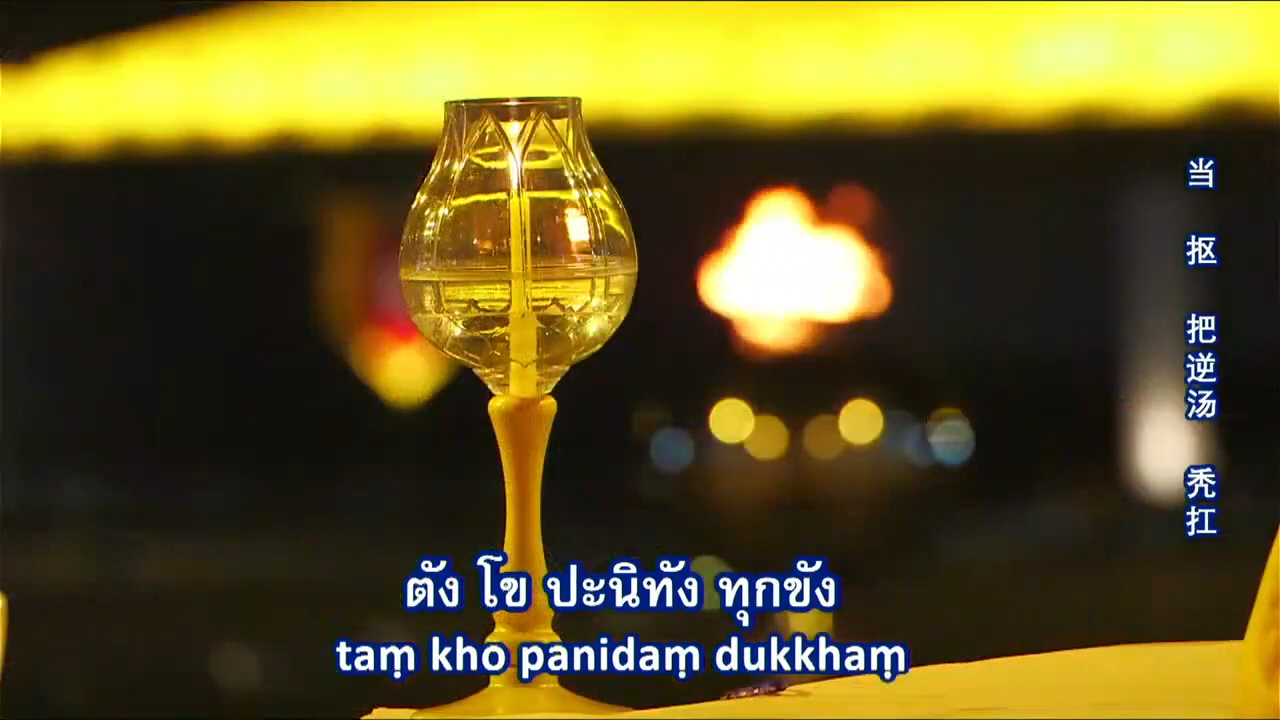 ตัง โข ปะนิทัง ทุกขัง
taṃ kho panidaṃ dukkhaṃ
当 抠 把逆汤 秃扛